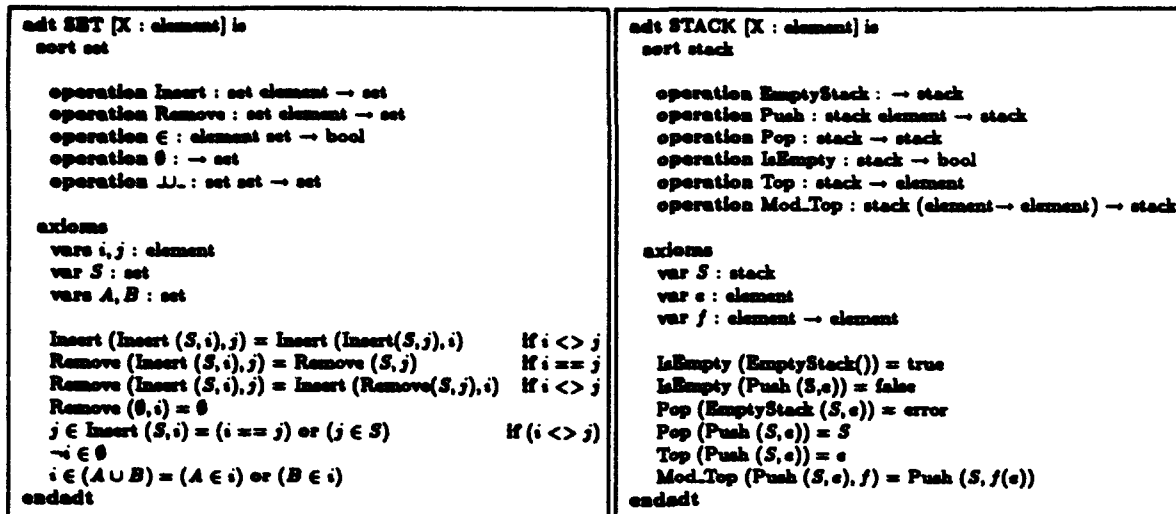 adt SET [X : element] is
sort set
operation Insert : set element → set
operation Remove : set element → set
operation ∈ : element set → bool
operation ∅ : → set
operation _∪_ : set set → set
axioms
vars i, j : element
var S : set
vars A, B : set
Insert (Insert (S, i), j) = Insert (Insert(S, j), i) if i <> j
Remove (Insert (S, i), j) = Remove (S, j) if i == j
Remove (Insert (S, i), j) = Insert (Remove(S, j), i) if i <> j
Remove (∅, i) = ∅
j ∈ Insert (S, i) = (i == j) or (j ∈ S) if (i <> j)
¬i ∈ ∅
i ∈ (A ∪ B) = (A ∈ i) or (B ∈ i)
endadt
adt STACK [X : element] is
sort stack
operation EmptyStack : → stack
operation Push : stack element → stack
operation Pop : stack → stack
operation IsEmpty : stack → bool
operation Top : stack → element
operation Mod_Top : stack (element→ element) → stack
axioms
var S : stack
var e : element
var f : element → element
IsEmpty (EmptyStack()) = true
IsEmpty (Push (S,e)) = false
Pop (EmptyStack (S, e)) = error
Pop (Push (S, e)) = S
Top (Push (S, e)) = e
Mod_Top (Push (S, e), f) = Push (S, f(e))
endadt